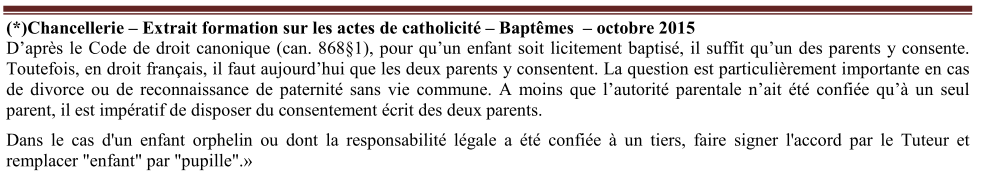 (*)Chancellerie – Extrait formation sur les actes de catholicité – Baptêmes – octobre 2015
D’après le Code de droit canonique (can. 868§1), pour qu’un enfant soit licitement baptisé, il suffit qu’un des parents y consente.
Toutefois, en droit français, il faut aujourd’hui que les deux parents y consentent. La question est particulièrement importante en cas
de divorce ou de reconnaissance de paternité sans vie commune. A moins que l’autorité parentale n’ait été confiée qu’à un seul
parent, il est impératif de disposer du consentement écrit des deux parents.
Dans le cas d'un enfant orphelin ou dont la responsabilité légale a été confiée à un tiers, faire signer l'accord par le Tuteur et
remplacer "enfant" par "pupille".»